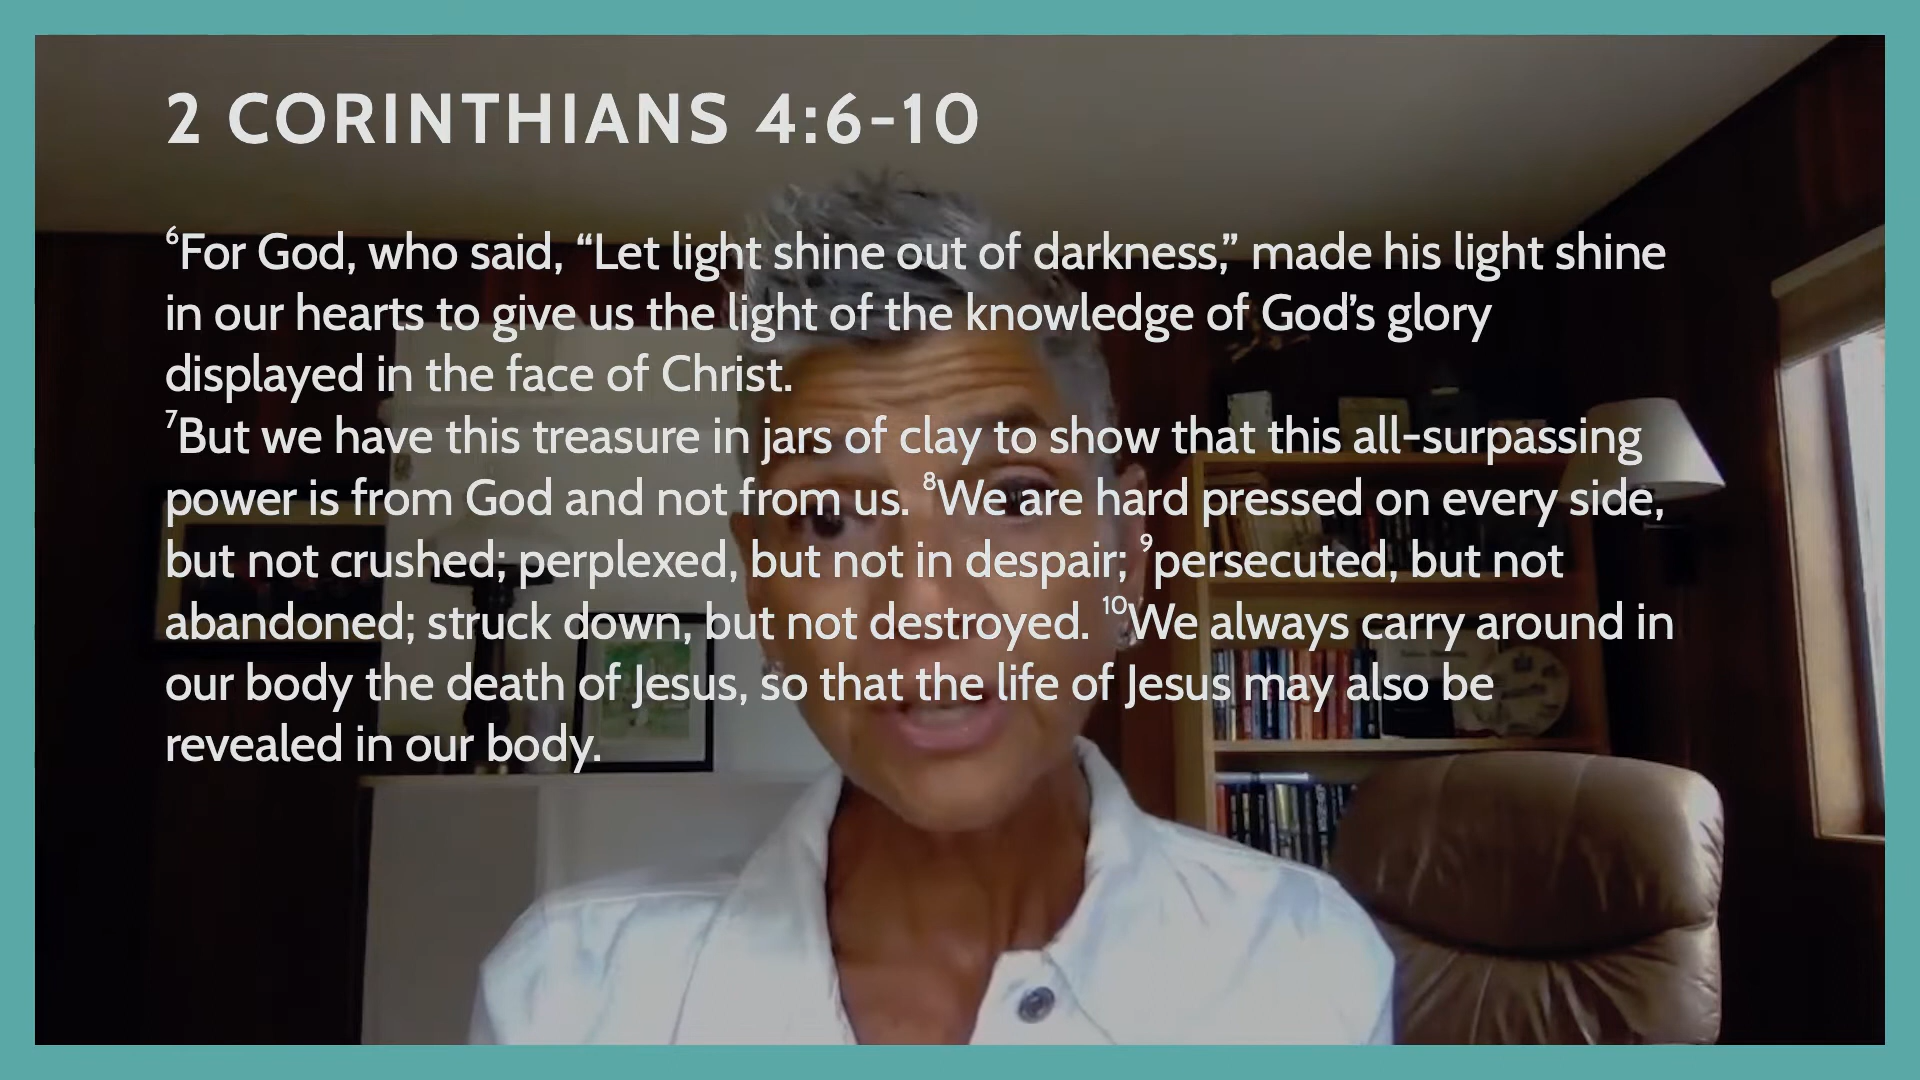 2 CORINTHIANS 4:6-10
⁶For God, who said, “Let light shine out of darkness,” made his light shine
in our hearts to give us the light of the knowledge of God’s glory
displayed in the face of Christ.
⁷But we have this treasure in jars of clay to show that this all-surpassing
power is from God and not from us. ⁸We are hard pressed on every side,
but not crushed; perplexed, but not in despair; ⁹persecuted, but not
abandoned; struck down, but not destroyed. ¹⁰We always carry around in
our body the death of Jesus, so that the life of Jesus may also be
revealed in our body.